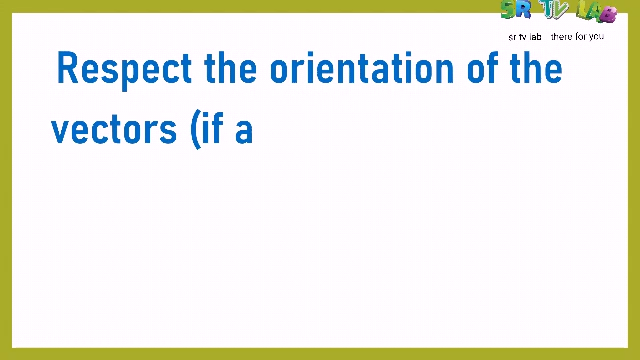 SR TV LAB
sr tv lab there for you
Respect the orientation of the
vectors (if a